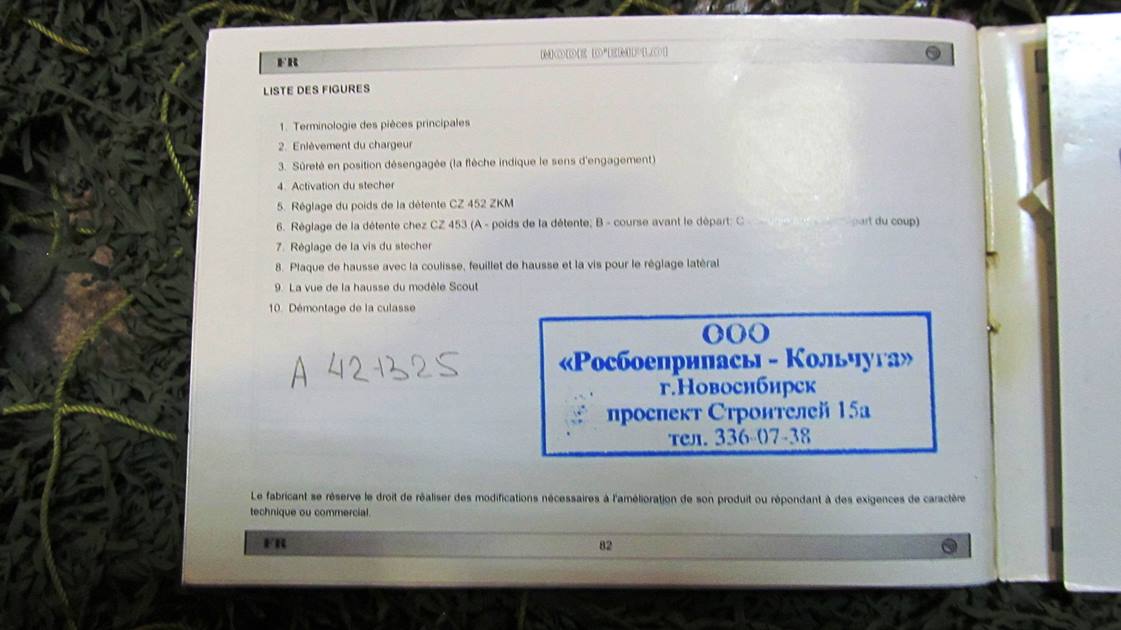 FR
MODE D'EMPLOI
LISTE DES FIGURES
1. Terminologie des pièces principales
2. Enlèvement du chargeur
3. Sûreté en position désengagée (la flèche indique le sens d'engagement)
4. Activation du stecher
5. Réglage du poids de la détente CZ 452 ZKM
6. Réglage de la détente chez CZ 453 (A - poids de la détente; B - course avant le départ; C - part du coup)
7. Réglage de la vis du stecher
8. Plaque de hausse avec la coulisse, feuillet de hausse et la vis pour le réglage latéral
9. La vue de la hausse du modèle Scout
10. Démontage de la culasse
A 421325
ООО
«Росбоеприпасы - Кольчуга»
г.Новосибирск
проспект Строителей 15а
тел. 336-07-38
Le fabricant se réserve le droit de réaliser des modifications nécessaires à l'amélioration de son produit ou répondant à des exigences de caractère
technique ou commercial.
FR
82